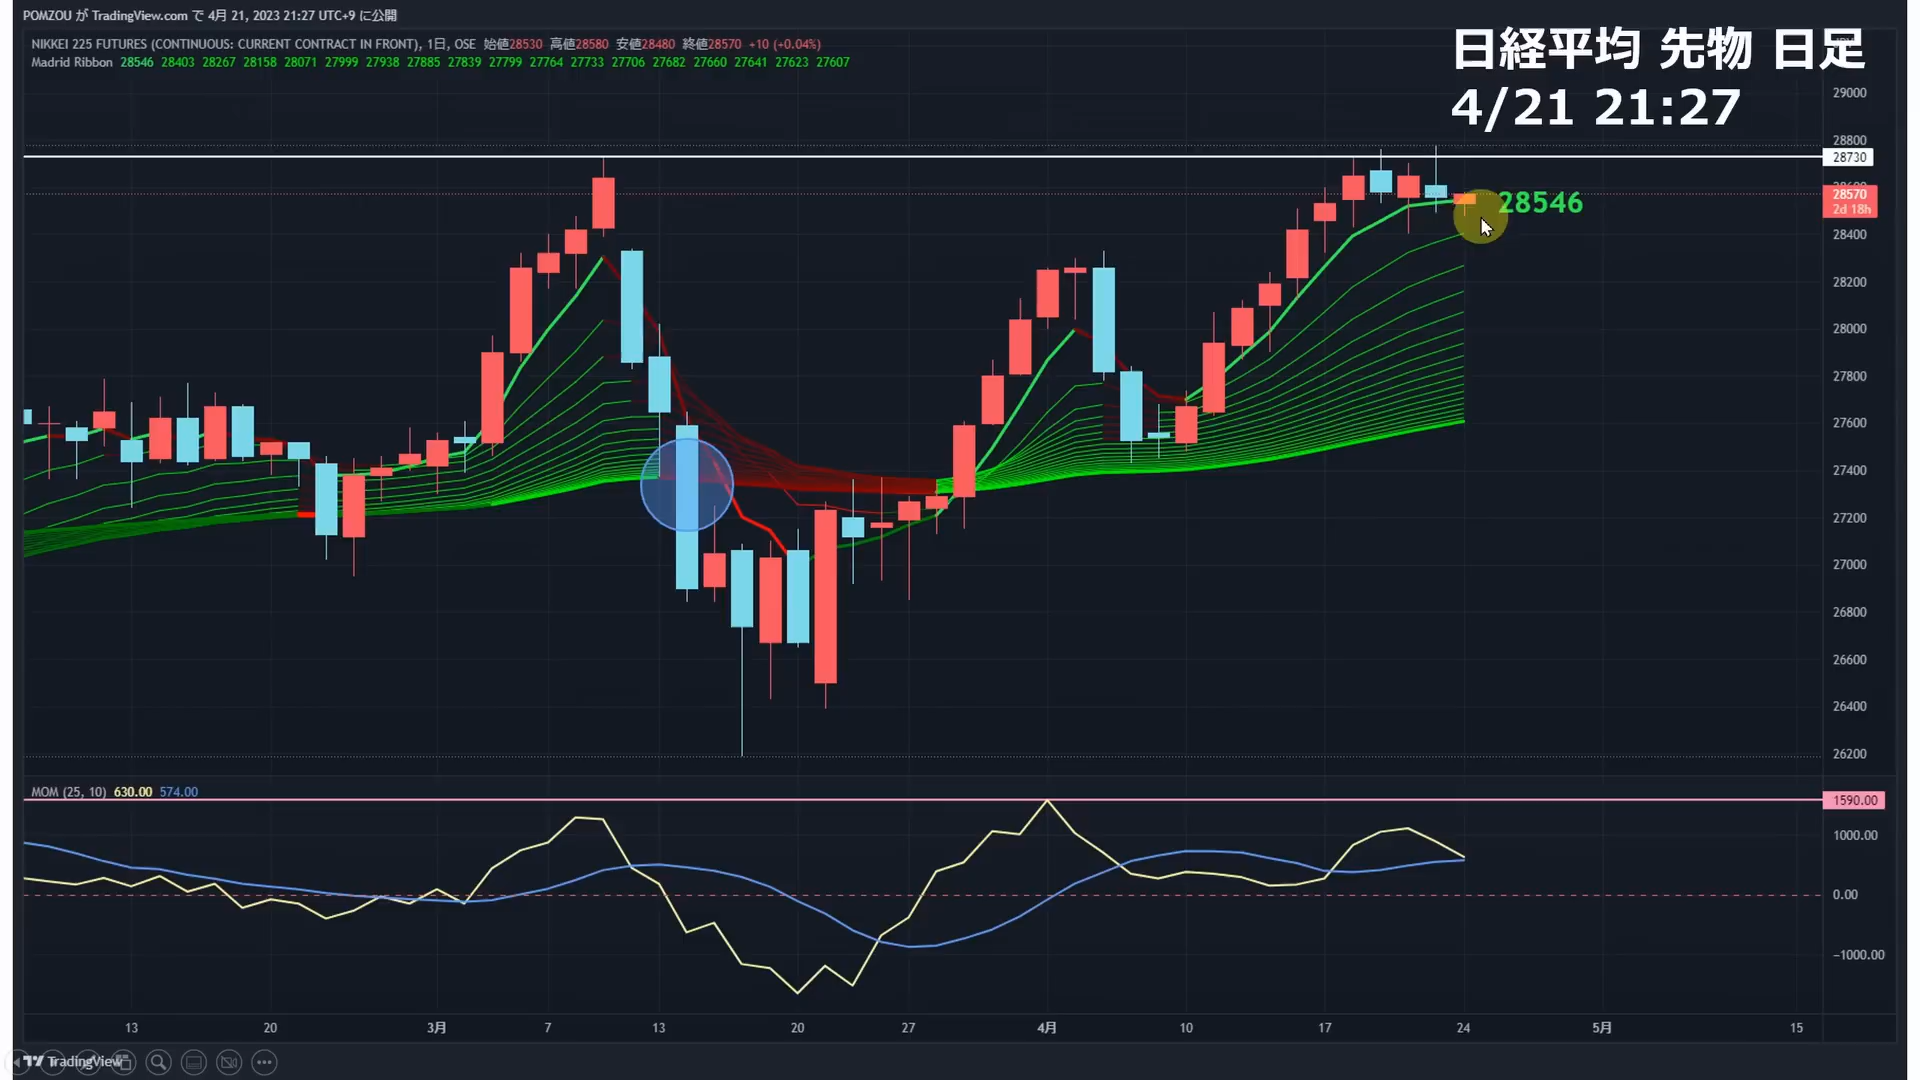 POMZOU が TradingView.com で 4月 21, 2023 21:27 UTC+9 に公開
NIKKEI 225 FUTURES (CONTINUOUS: CURRENT CONTRACT IN FRONT), 1日, OSE 始値28530 高値28580 安値28480 終値28570 +10 (+0.04%)
Madrid Ribbon 28546 28403 28267 28158 28071 27999 27938 27885 27839 27799 27764 27733 27706 27682 27660 27641 27623 27607
日経平均 先物 日足
4/21 21:27
29000
28800
28730
28570
2d 18h
28546
28400
28200
28000
27800
27600
27400
27200
27000
26800
26600
26400
26200
MOM (25, 10) 630.00 574.00
1590.00
1000.00
0.00
−1000.00
13 20 3月 7 13 20 27 4月 10 17 24 5月 15
TradingView